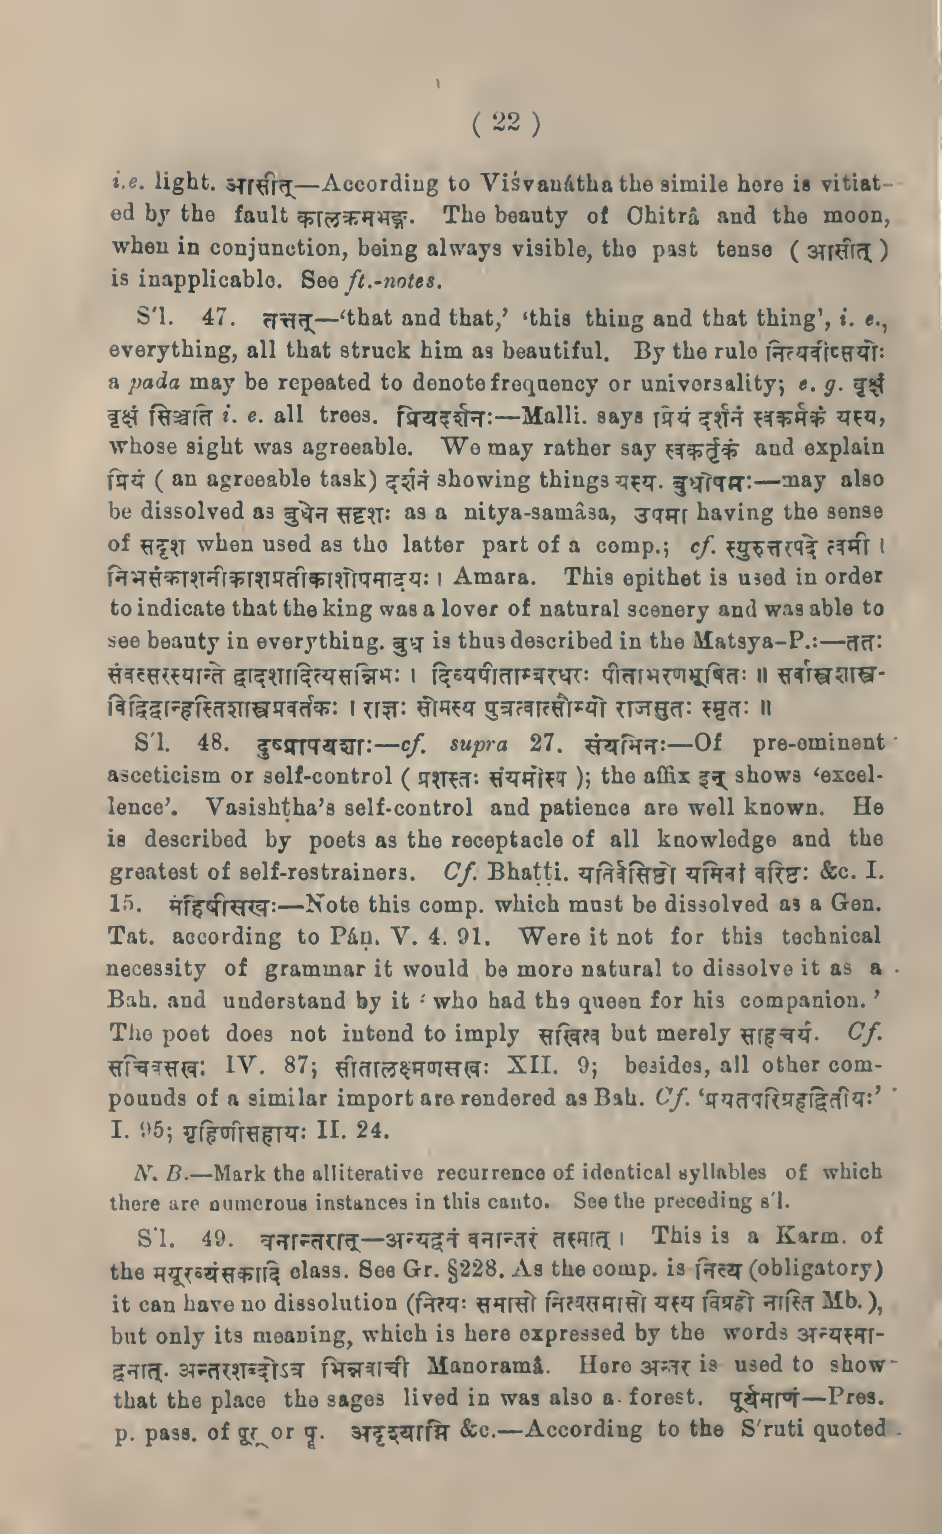 ( 22 )
i.e. light. आसीत्—According to Viśvanátha the simile here is vitiat-
ed by the fault कालक्रमभङ्ग. The beauty of Chitrâ and the moon,
when in conjunction, being always visible, the past tense ( आसीत् )
is inapplicable. See ft.-notes.
S'l. 47. तत्तत्—‘that and that,’ ‘this thing and that thing’, i. e.,
everything, all that struck him as beautiful. By the rule नित्यवीप्सयोः
a pada may be repeated to denote frequency or universality; e. g. वृक्षं
वृक्षं सिञ्चति i. e. all trees. प्रियदर्शनः—Malli. says प्रियं दर्शनं स्वकर्मकं यस्य,
whose sight was agreeable. We may rather say स्वकर्तृकं and explain
प्रियं ( an agreeable task) दर्शनं showing things यस्य. बुधोपमः—may also
be dissolved as बुधेन सदृशः as a nitya-samâsa, उपमा having the sense
of सदृश when used as the latter part of a comp.; cf. स्युरुत्तरपदे त्वमी ।
निभसंकाशनीकाशप्रतीकाशोपमादयः । Amara. This epithet is used in order
to indicate that the king was a lover of natural scenery and was able to
see beauty in everything. बुध is thus described in the Matsya-P.:—ततः
संवत्सरस्यान्ते द्वादशादित्यसन्निभः । दिव्यपीताम्बरधरः पीताभरणभूषितः ॥ सर्वास्त्रशास्त्र-
विद्विद्वान्हस्तिशास्त्रप्रवर्तकः । राज्ञः सोमस्य पुत्रत्वात्सौम्यो राजसुतः स्मृतः ॥
S'l. 48. दुष्प्रापयशाः—cf. supra 27. संयमिनः—Of pre-eminent
asceticism or self-control ( प्रशस्तः संयमोस्य ); the affix इन् shows ‘excel-
lence’. Vasishṭha’s self-control and patience are well known. He
is described by poets as the receptacle of all knowledge and the
greatest of self-restrainers. Cf. Bhaṭṭi. यतिर्वसिष्ठो यमिनां वरिष्टः &c. I.
15. महिषीसखः—Note this comp. which must be dissolved as a Gen.
Tat. according to Páṇ. V. 4. 91. Were it not for this technical
necessity of grammar it would be more natural to dissolve it as a
Bah. and understand by it ‘ who had the queen for his companion. ’
The poet does not intend to imply सखित्व but merely साहचर्य. Cf.
सचिवसखः IV. 87; सीतालक्ष्मणसखः XII. 9; besides, all other com-
pounds of a similar import are rendered as Bah. Cf. ‘प्रयतपरिग्रहद्वितीयः’
I. 95; गृहिणीसहायः II. 24.
N. B.—Mark the alliterative recurrence of identical syllables of which
there are numerous instances in this canto. See the preceding s'l.
S'l. 49. वनान्तरात्—अन्यद्वनं वनान्तरं तस्मात् । This is a Karm. of
the मयूरव्यंसकादि class. See Gr. §228. As the comp. is नित्य (obligatory)
it can have no dissolution (नित्यः समासो नित्यसमासो यस्य विग्रहो नास्ति Mb. ),
but only its meaning, which is here expressed by the words अन्यस्मा-
द्वनात्. अन्तरशब्दोऽत्र भिन्नवाची Manoramâ. Here अन्तर is used to show
that the place the sages lived in was also a forest. पूर्यमाणं—Pres.
p. pass. of पूर् or पॄ. अदृश्याग्नि &c.—According to the S'ruti quoted